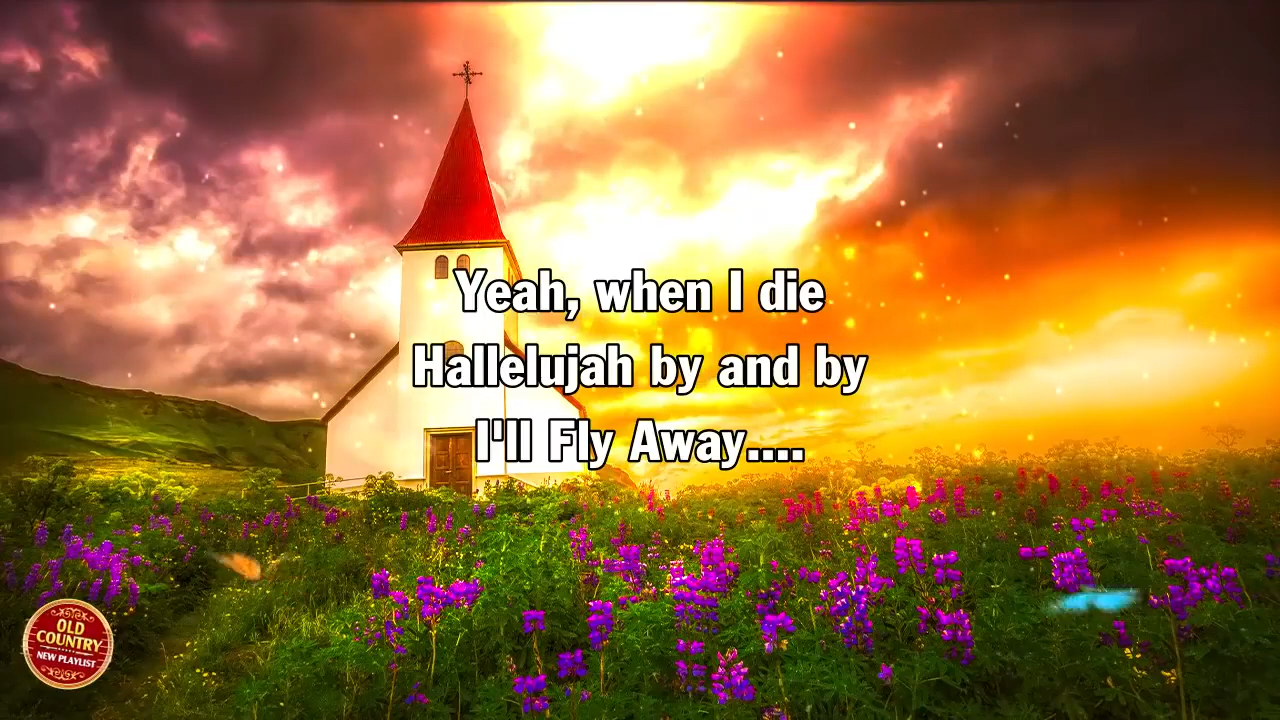 Yeah, when I die
Hallelujah by and by
I'll Fly Away....
OLD
COUNTRY
NEW PLAYLIST